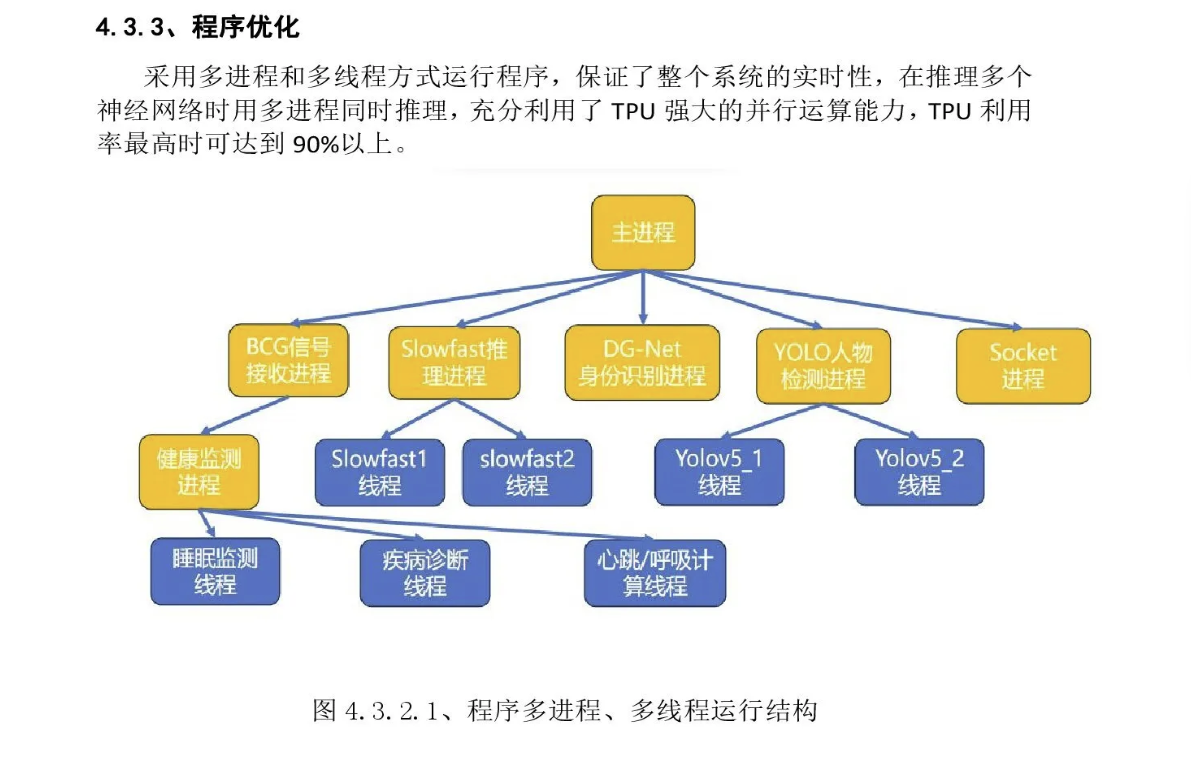 4.3.3、程序优化
采用多进程和多线程方式运行程序，保证了整个系统的实时性，在推理多个
神经网络时用多进程同时推理，充分利用了 TPU 强大的并行运算能力，TPU 利用
率最高时可达到 90%以上。
主进程
BCG信号
接收进程
Slowfast推
理进程
DG-Net
身份识别进程
YOLO人物
检测进程
Socket
进程
健康监测
进程
Slowfast1
线程
slowfast2
线程
Yolov5_1
线程
Yolov5_2
线程
睡眠监测
线程
疾病诊断
线程
心跳/呼吸计
算线程
图 4.3.2.1、程序多进程、多线程运行结构